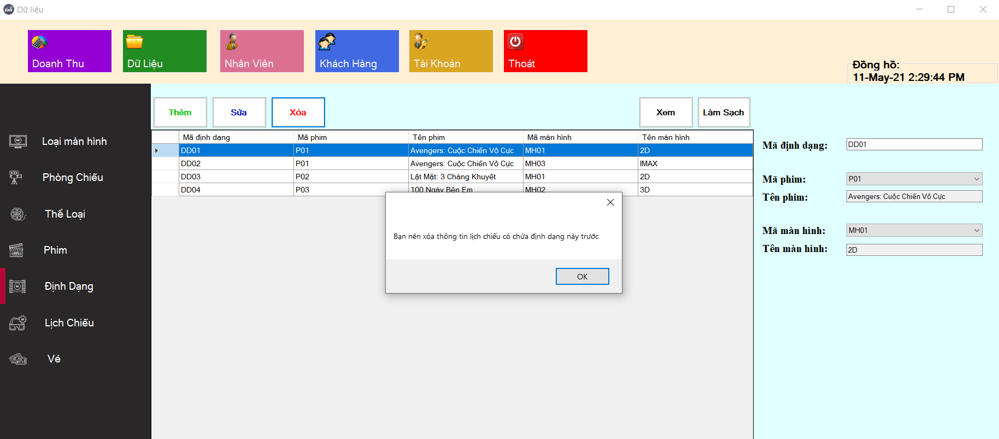 Dữ liệu
Doanh Thu
Dữ Liệu
Nhân Viên
Khách Hàng
Tài Khoản
Thoát
Đồng hồ:
11-May-21 2:29:44 PM
Loại màn hình
Phòng Chiếu
Thể Loại
Phim
Định Dạng
Lịch Chiếu
Vé
Thêm
Sửa
Xóa
Xem
Làm Sạch
Mã định dạng Mã phim Tên phim Mã màn hình Tên màn hình
DD01 P01 Avengers: Cuộc Chiến Vô Cực MH01 2D
DD02 P01 Avengers: Cuộc Chiến Vô Cực MH03 IMAX
DD03 P02 Lật Mặt: 3 Chàng Khuyết MH01 2D
DD04 P03 100 Ngày Bên Em MH02 3D
Bạn nên xóa thông tin lịch chiếu có chứa định dạng này trước
OK
Mã định dạng: DD01
Mã phim: P01
Tên phim: Avengers: Cuộc Chiến Vô Cực
Mã màn hình: MH01
Tên màn hình: 2D